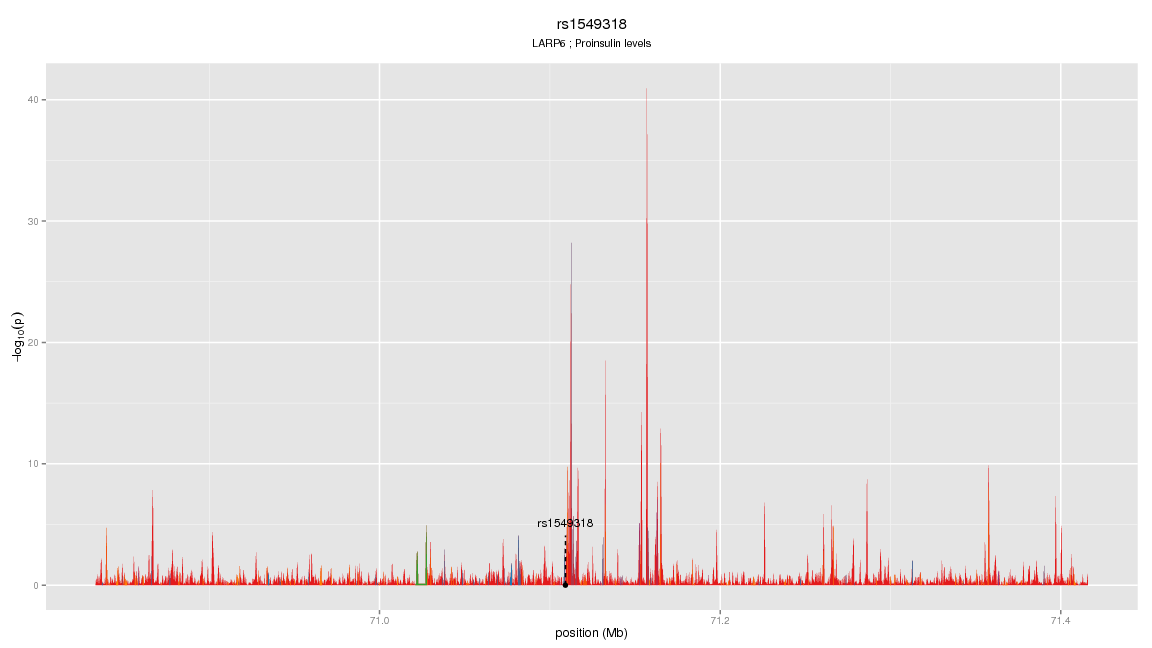 rs1549318
LARP6 ; Proinsulin levels
40
30
20
10
0
−log10(p)
rs1549318
71.0
71.2
71.4
position (Mb)